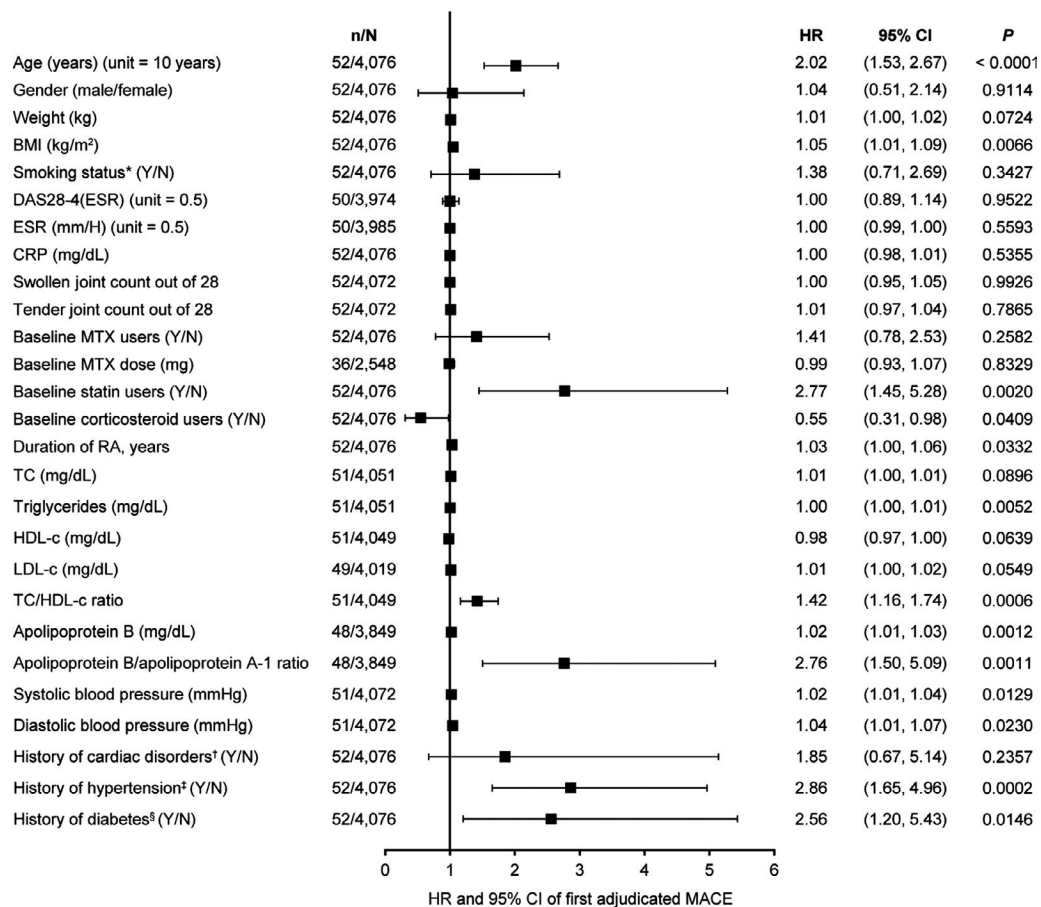 n/N HR 95% CI P
Age (years) (unit = 10 years) 52/4,076 2.02 (1.53, 2.67) < 0.0001
Gender (male/female) 52/4,076 1.04 (0.51, 2.14) 0.9114
Weight (kg) 52/4,076 1.01 (1.00, 1.02) 0.0724
BMI (kg/m²) 52/4,076 1.05 (1.01, 1.09) 0.0066
Smoking status* (Y/N) 52/4,076 1.38 (0.71, 2.69) 0.3427
DAS28-4(ESR) (unit = 0.5) 50/3,974 1.00 (0.89, 1.14) 0.9522
ESR (mm/H) (unit = 0.5) 50/3,985 1.00 (0.99, 1.00) 0.5593
CRP (mg/dL) 52/4,076 1.00 (0.98, 1.01) 0.5355
Swollen joint count out of 28 52/4,072 1.00 (0.95, 1.05) 0.9926
Tender joint count out of 28 52/4,072 1.01 (0.97, 1.04) 0.7865
Baseline MTX users (Y/N) 52/4,076 1.41 (0.78, 2.53) 0.2582
Baseline MTX dose (mg) 36/2,548 0.99 (0.93, 1.07) 0.8329
Baseline statin users (Y/N) 52/4,076 2.77 (1.45, 5.28) 0.0020
Baseline corticosteroid users (Y/N) 52/4,076 0.55 (0.31, 0.98) 0.0409
Duration of RA, years 52/4,076 1.03 (1.00, 1.06) 0.0332
TC (mg/dL) 51/4,051 1.01 (1.00, 1.01) 0.0896
Triglycerides (mg/dL) 51/4,051 1.00 (1.00, 1.01) 0.0052
HDL-c (mg/dL) 51/4,049 0.98 (0.97, 1.00) 0.0639
LDL-c (mg/dL) 49/4,019 1.01 (1.00, 1.02) 0.0549
TC/HDL-c ratio 51/4,049 1.42 (1.16, 1.74) 0.0006
Apolipoprotein B (mg/dL) 48/3,849 1.02 (1.01, 1.03) 0.0012
Apolipoprotein B/apolipoprotein A-1 ratio 48/3,849 2.76 (1.50, 5.09) 0.0011
Systolic blood pressure (mmHg) 51/4,072 1.02 (1.01, 1.04) 0.0129
Diastolic blood pressure (mmHg) 51/4,072 1.04 (1.01, 1.07) 0.0230
History of cardiac disorders† (Y/N) 52/4,076 1.85 (0.67, 5.14) 0.2357
History of hypertension‡ (Y/N) 52/4,076 2.86 (1.65, 4.96) 0.0002
History of diabetes§ (Y/N) 52/4,076 2.56 (1.20, 5.43) 0.0146
0 1 2 3 4 5 6
HR and 95% CI of first adjudicated MACE